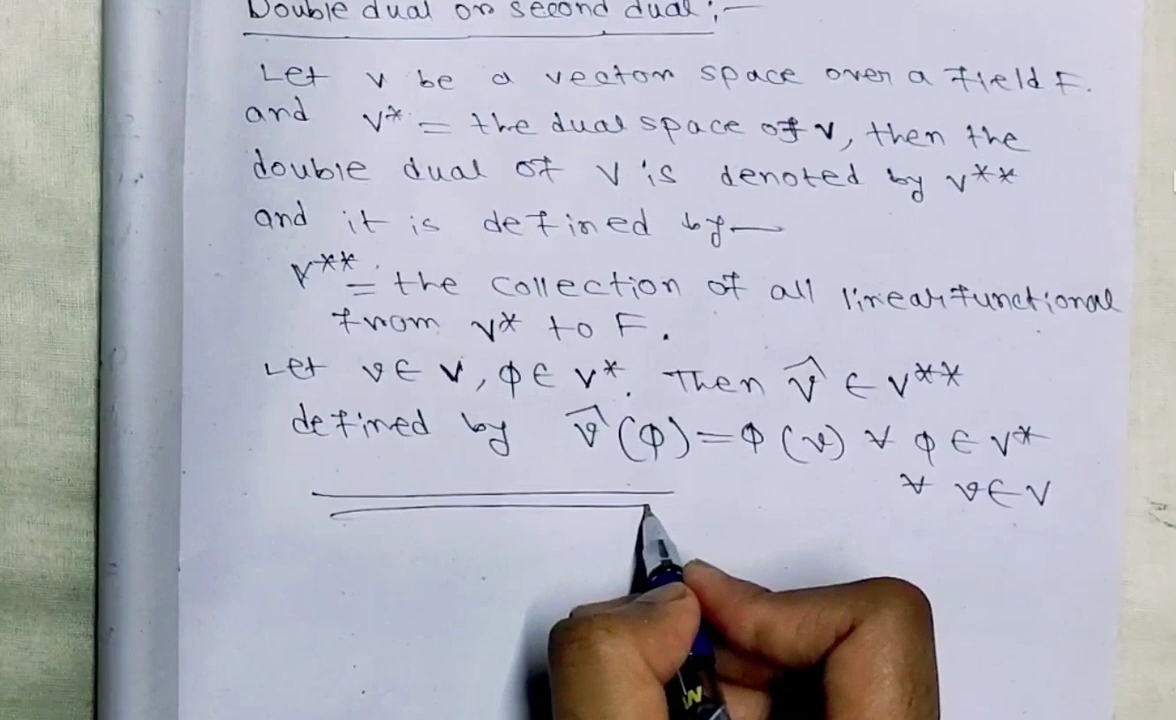 Double dual or second dual :-
Let V be a vector space over a field F.
and V* = the dual space of V, then the
double dual of V is denoted by V**
and it is defined by —
V** = the collection of all linear functional
from V* to F.
Let v ∈ V, φ ∈ V*. Then v̂ ∈ V**
defined by v̂(φ) = φ(v) ∀ φ ∈ V*
∀ v ∈ V